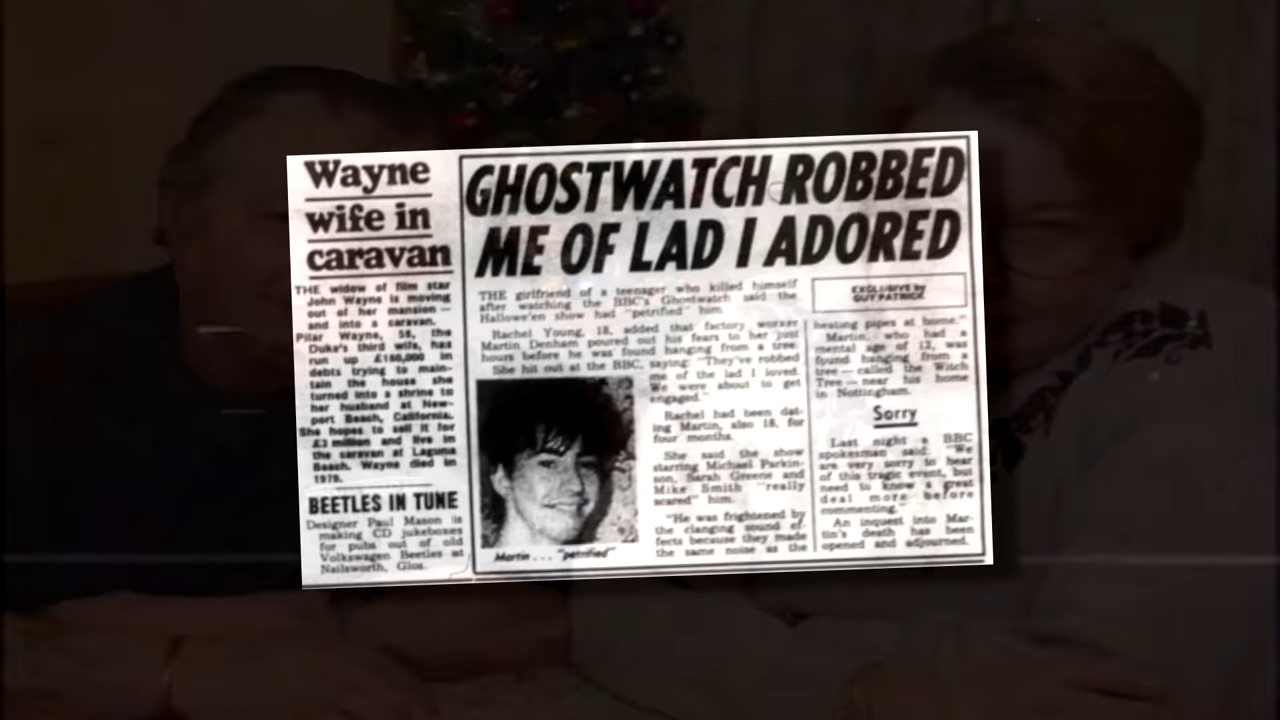 Wayne
wife in
caravan
THE widow of film star
John Wayne is moving
out of her mansion —
and into a caravan.
Pilar Wayne, 58, the
Duke's third wife, has
run up £160,000 in
debts trying to main-
tain the house she
turned into a shrine to
her husband at New-
port Beach, California.
She hopes to sell it for
£3 million and live in
the caravan at Laguna
Beach. Wayne died in
1979.
BEETLES IN TUNE
Designer Paul Mason is
making CD jukeboxes
for pubs out of old
Volkswagen Beetles at
Nailsworth, Glos.
GHOSTWATCH ROBBED
ME OF LAD I ADORED
THE girlfriend of a teenager who killed himself
after watching the BBC's Ghostwatch said the
Hallowe'en show had "petrified" him.
Rachel Young, 18, added that factory worker
Martin Denham poured out his fears to her just
hours before he was found hanging from a tree.
She hit out at the BBC, saying: "They've robbed
me of the lad I loved.
We were about to get
engaged."
Rachel had been dat-
ing Martin, also 18, for
four months.
She said the show
starring Michael Parkin-
son, Sarah Greene and
Mike Smith "really
scared" him.
"He was frightened by
the clanging sound ef-
fects because they made
the same noise as the
Martin . . . "petrified"
EXCLUSIVE by
GUY PATRICK
heating pipes at home."
Martin, who had a
mental age of 12, was
found hanging from a
tree — called the Witch
Tree — near his home
in Nottingham.
Sorry
Last night a BBC
spokesman said: "We
are very sorry to hear
of this tragic event, but
need to know a great
deal more before
commenting.
An inquest into Mar-
tin's death has been
opened and adjourned.